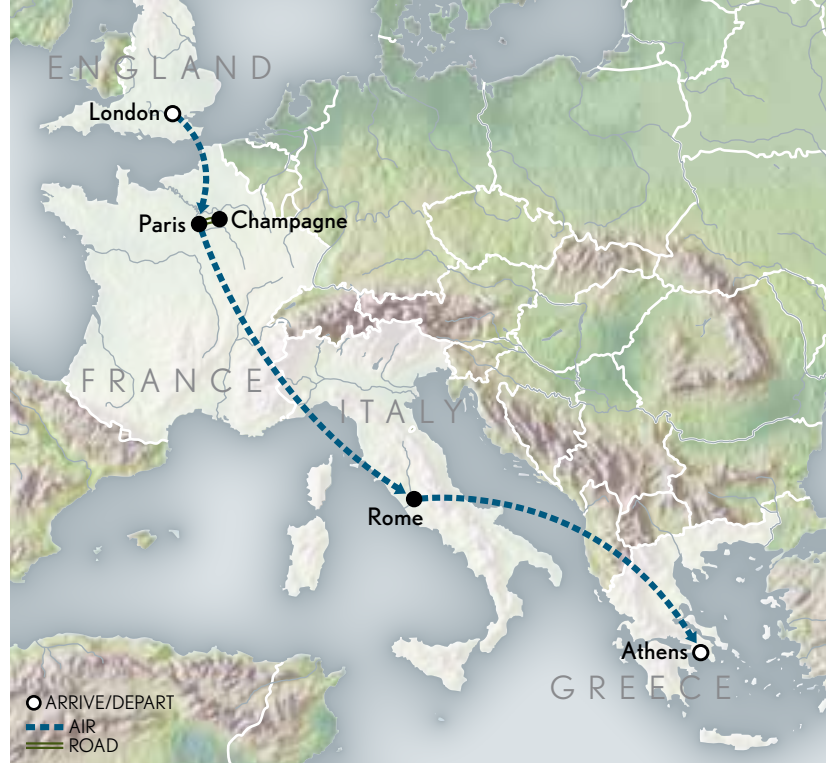 ENGLAND
London
Paris
Champagne
FRANCE
ITALY
Rome
Athens
GREECE
ARRIVE/DEPART
AIR
ROAD